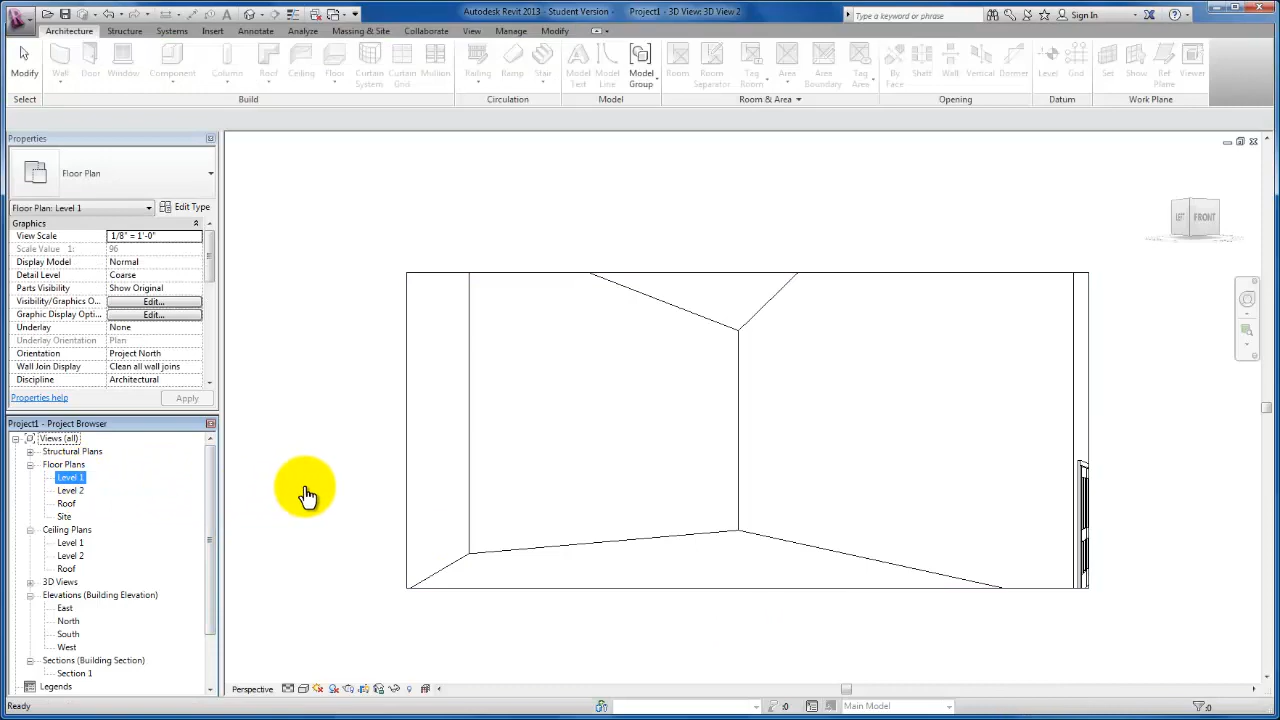 Autodesk Revit 2013 - Student Version - Project1 - 3D View: 3D View 2
Type a keyword or phrase
Sign In
Architecture Structure Systems Insert Annotate Analyze Massing & Site Collaborate View Manage Modify
Modify Wall Door Window Component Column Roof Ceiling Floor Curtain System Curtain Grid Mullion Railing Ramp Stair Model Text Model Line Model Group Room Room Separator Tag Room Area Area Boundary Tag Area By Face Shaft Wall Vertical Dormer Level Grid Set Show Ref Plane Viewer
Select Build Circulation Model Room & Area Opening Datum Work Plane
Properties
Floor Plan
Floor Plan: Level 1 Edit Type
Graphics
View Scale 1/8" = 1'-0"
Scale Value 1: 96
Display Model Normal
Detail Level Coarse
Parts Visibility Show Original
Visibility/Graphics O... Edit...
Graphic Display Opti... Edit...
Underlay None
Underlay Orientation Plan
Orientation Project North
Wall Join Display Clean all wall joins
Discipline Architectural
Properties help Apply
Project1 - Project Browser
Views (all)
Structural Plans
Floor Plans
Level 1
Level 2
Roof
Site
Ceiling Plans
Level 1
Level 2
Roof
3D Views
Elevations (Building Elevation)
East
North
South
West
Sections (Building Section)
Section 1
Legends
LEFT FRONT
Perspective
Ready
:0 Main Model :0